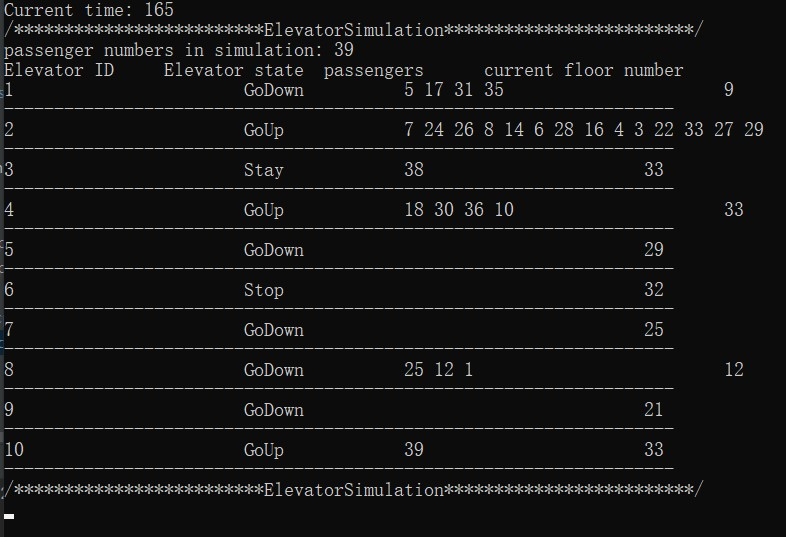 Current time: 165
/*************************ElevatorSimulation*************************/
passenger numbers in simulation: 39
Elevator ID     Elevator state  passengers      current floor number
1                       GoDown          5 17 31 35                      9
-------------------------------------------------------------------
2                       GoUp            7 24 26 8 14 6 28 16 4 3 22 33 27 29
-------------------------------------------------------------------
3                       Stay            38                      33
-------------------------------------------------------------------
4                       GoUp            18 30 36 10                     33
-------------------------------------------------------------------
5                       GoDown                                  29
-------------------------------------------------------------------
6                       Stop                                    32
-------------------------------------------------------------------
7                       GoDown                                  25
-------------------------------------------------------------------
8                       GoDown          25 12 1                         12
-------------------------------------------------------------------
9                       GoDown                                  21
-------------------------------------------------------------------
10                      GoUp            39                      33
-------------------------------------------------------------------
/*************************ElevatorSimulation*************************/